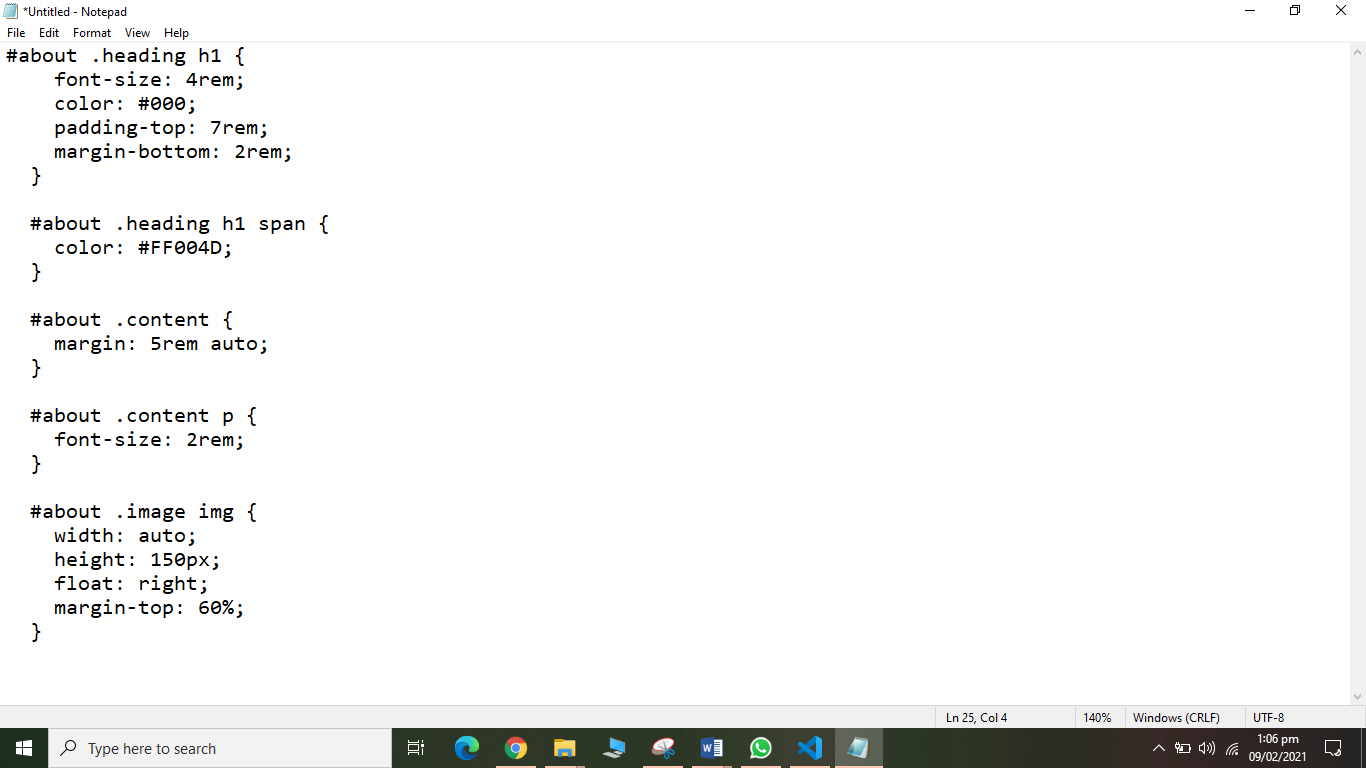 *Untitled - Notepad
File Edit Format View Help
#about .heading h1 {
    font-size: 4rem;
    color: #000;
    padding-top: 7rem;
    margin-bottom: 2rem;
  }

  #about .heading h1 span {
    color: #FF004D;
  }

  #about .content {
    margin: 5rem auto;
  }

  #about .content p {
    font-size: 2rem;
  }

  #about .image img {
    width: auto;
    height: 150px;
    float: right;
    margin-top: 60%;
  }
Ln 25, Col 4 140% Windows (CRLF) UTF-8
Type here to search
1:06 pm
09/02/2021